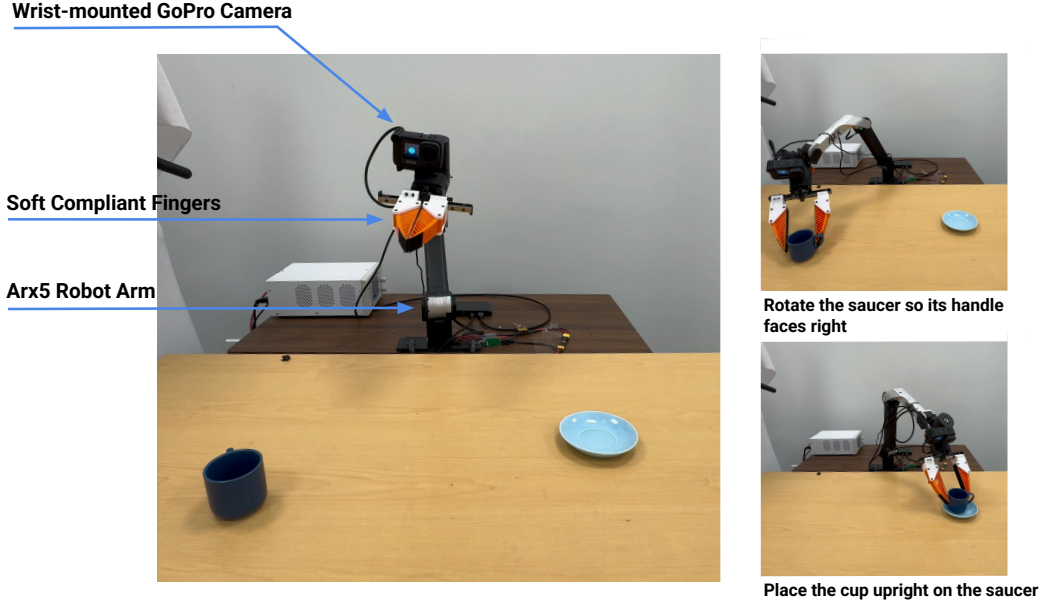 Wrist-mounted GoPro Camera
Soft Compliant Fingers
Arx5 Robot Arm
Rotate the saucer so its handle
faces right
Place the cup upright on the saucer